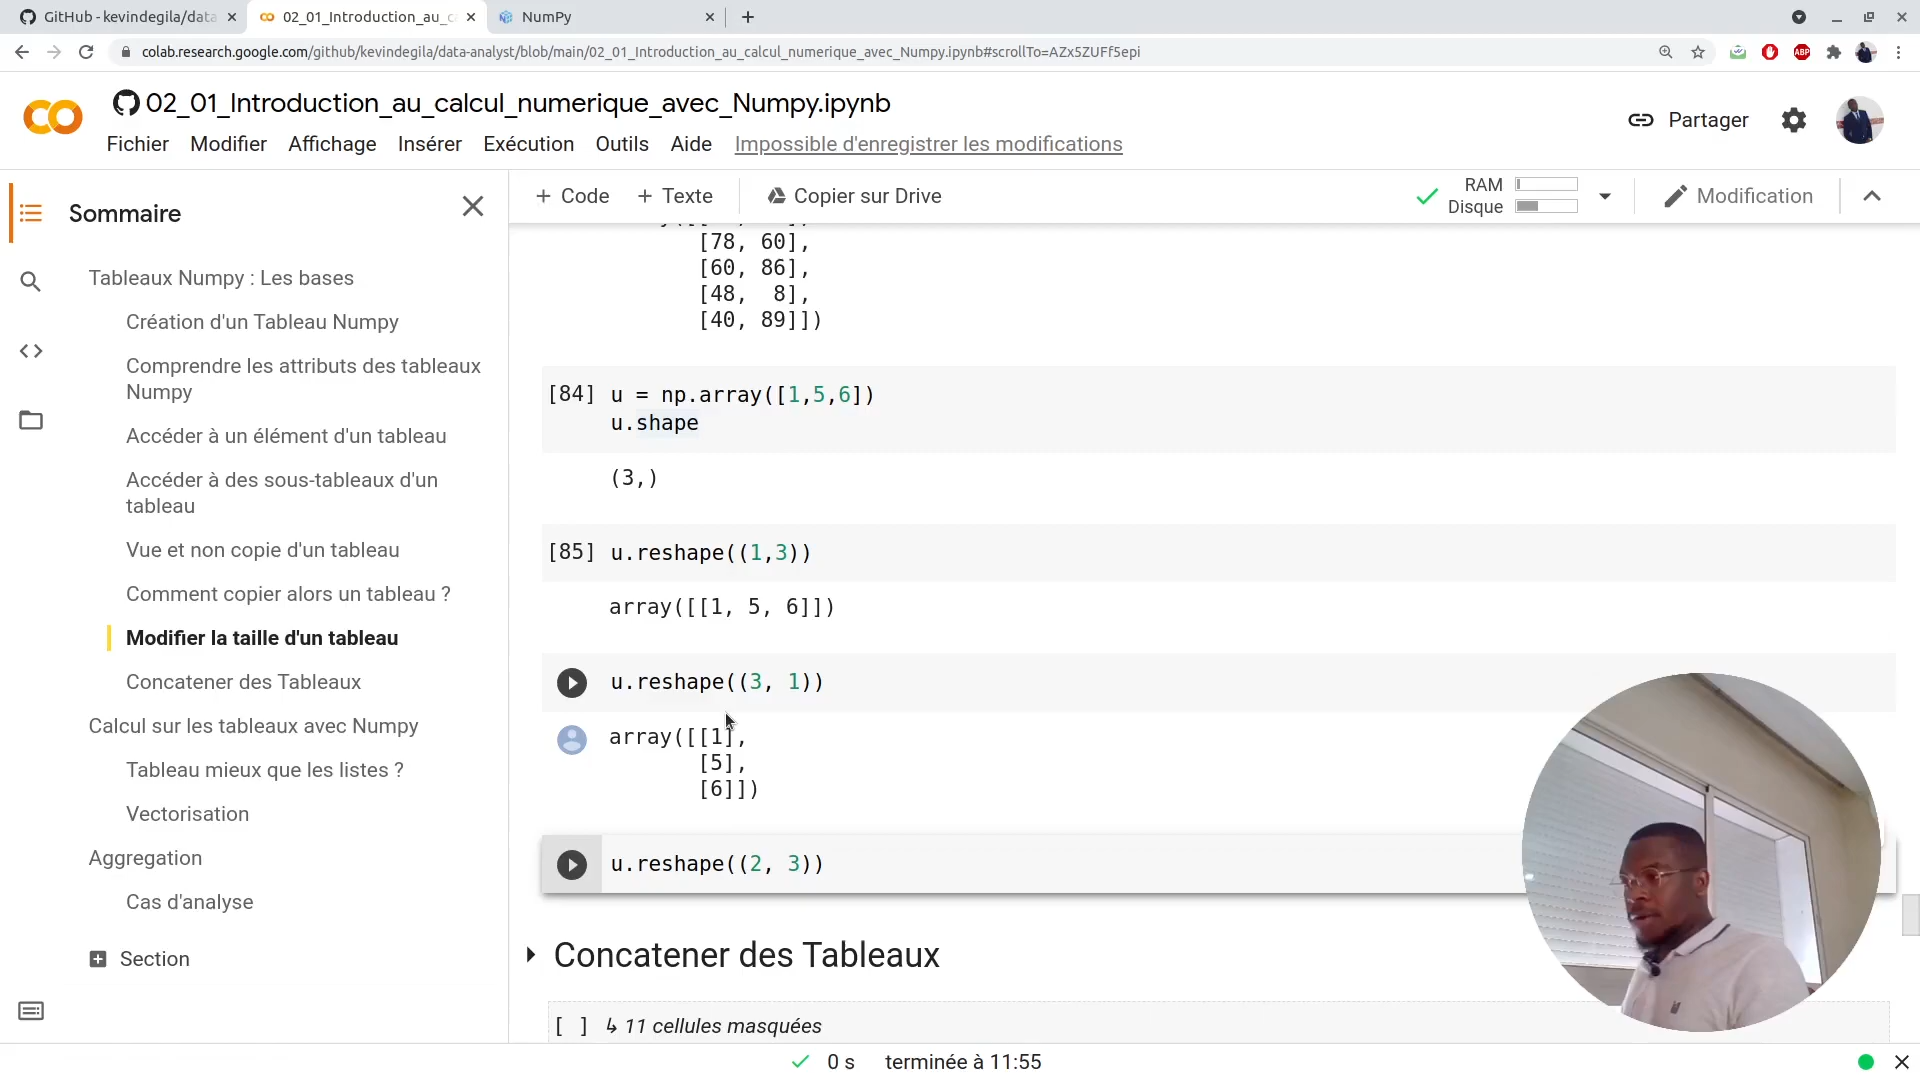 GitHub - kevindegila/data
02_01_Introduction_au_c
NumPy
colab.research.google.com/github/kevindegila/data-analyst/blob/main/02_01_Introduction_au_calcul_numerique_avec_Numpy.ipynb#scrollTo=AZx5ZUFf5epi
ABP
02_01_Introduction_au_calcul_numerique_avec_Numpy.ipynb
Partager
Fichier Modifier Affichage Insérer Exécution Outils Aide Impossible d'enregistrer les modifications
Sommaire
+ Code + Texte Copier sur Drive
RAM
Disque
Modification
Tableaux Numpy : Les bases
Création d'un Tableau Numpy
Comprendre les attributs des tableaux
Numpy
Accéder à un élément d'un tableau
Accéder à des sous-tableaux d'un
tableau
Vue et non copie d'un tableau
Comment copier alors un tableau ?
Modifier la taille d'un tableau
Concatener des Tableaux
Calcul sur les tableaux avec Numpy
Tableau mieux que les listes ?
Vectorisation
Aggregation
Cas d'analyse
Section
[78, 60],
[60, 86],
[48, 8],
[40, 89]])
[84] u = np.array([1,5,6])
u.shape
(3,)
[85] u.reshape((1,3))
array([[1, 5, 6]])
u.reshape((3, 1))
array([[1],
[5],
[6]])
u.reshape((2, 3))
Concatener des Tableaux
[ ] ↳ 11 cellules masquées
0 s terminée à 11:55